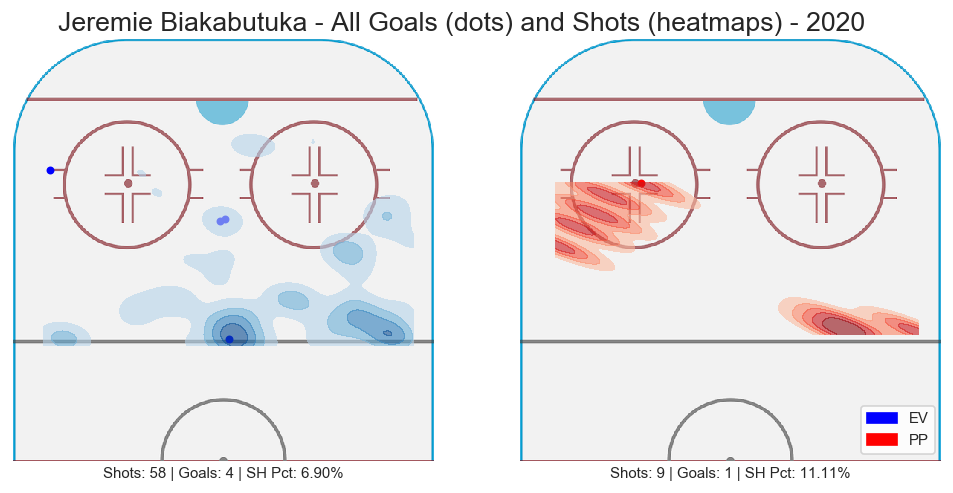 Jeremie Biakabutuka - All Goals (dots) and Shots (heatmaps) - 2020
EV
PP
Shots: 58 | Goals: 4 | SH Pct: 6.90%
Shots: 9 | Goals: 1 | SH Pct: 11.11%